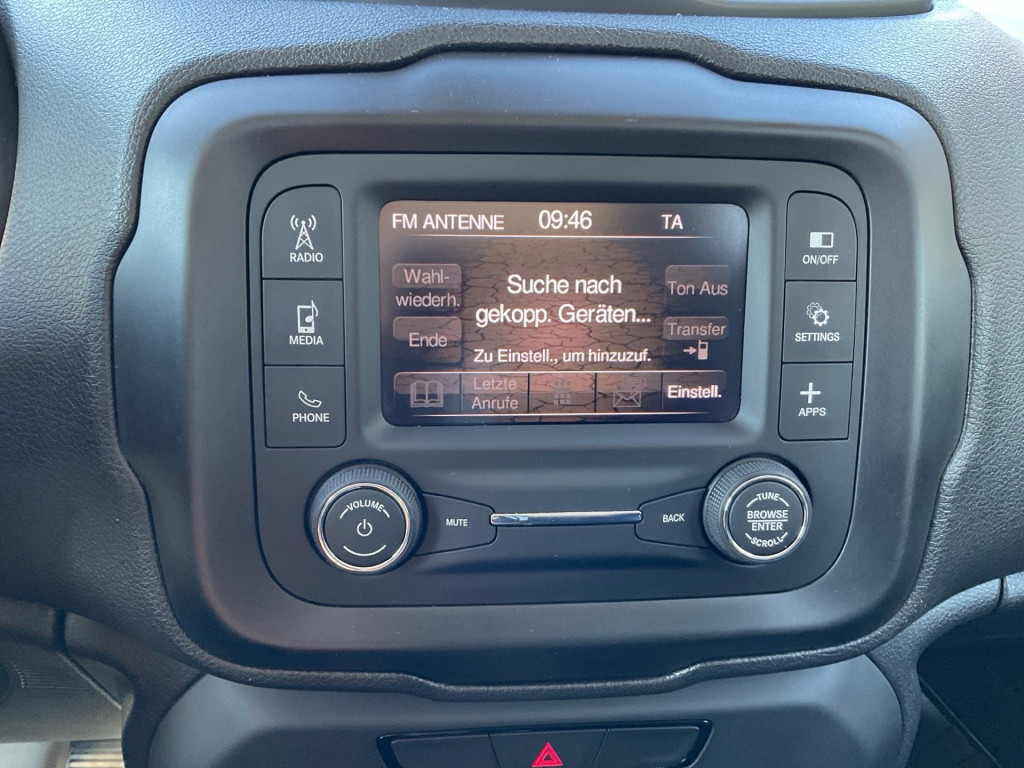 FM ANTENNE 09:46 TA
Wahl-
wiederh.
Suche nach
gekopp. Geräten...
Ton Aus
Ende
Transfer
Zu Einstell., um hinzuzuf.
Letzte
Anrufe
Einstell.
RADIO
MEDIA
PHONE
ON/OFF
SETTINGS
APPS
VOLUME
MUTE
BACK
TUNE
BROWSE
ENTER
SCROLL